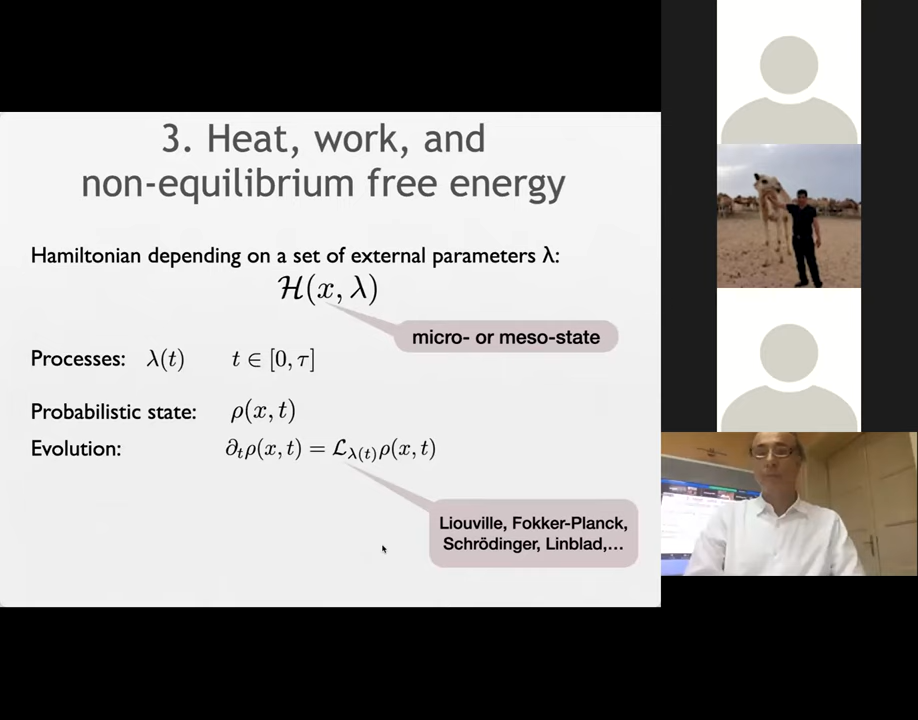 3. Heat, work, and
non-equilibrium free energy
Hamiltonian depending on a set of external parameters λ:
ℋ(x, λ)
micro- or meso-state
Processes: λ(t) t ∈ [0, τ]
Probabilistic state: ρ(x, t)
Evolution: ∂ₜρ(x, t) = ℒ_λ(t)ρ(x, t)
Liouville, Fokker-Planck,
Schrödinger, Linblad,...